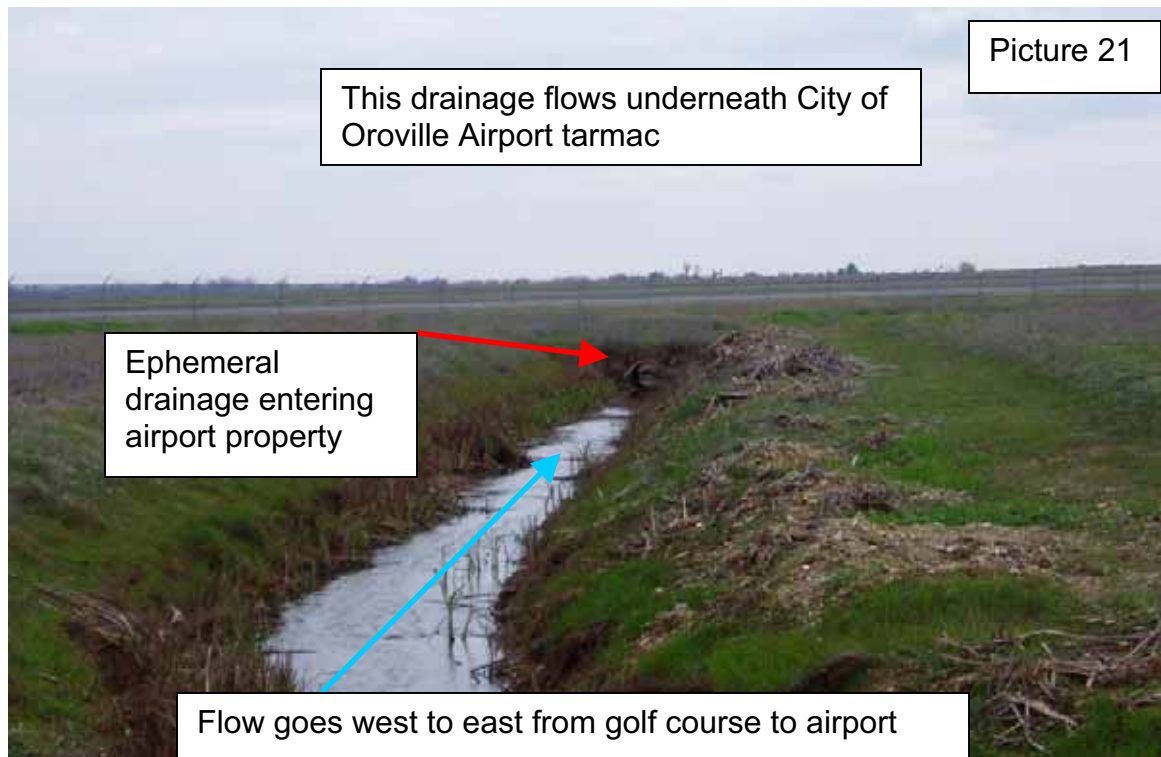 Picture 21
This drainage flows underneath City of
Oroville Airport tarmac
Ephemeral
drainage entering
airport property
Flow goes west to east from golf course to airport